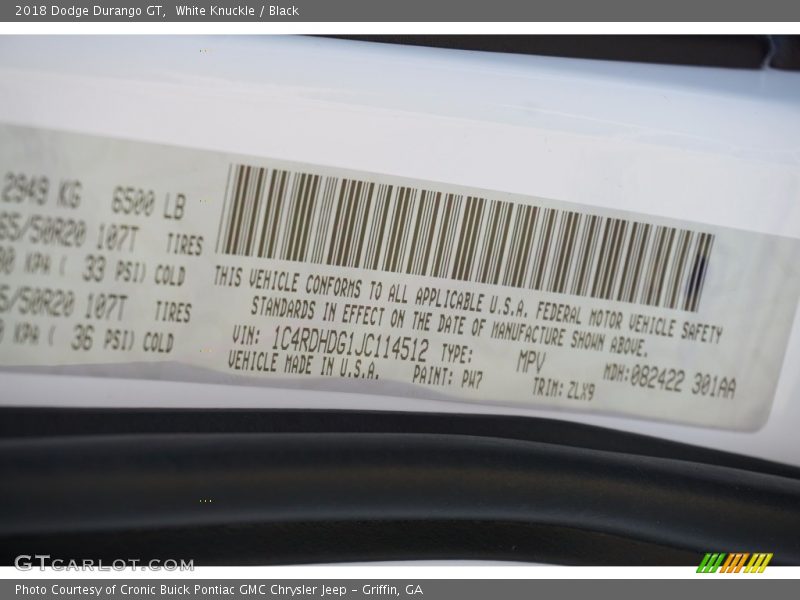 2018 Dodge Durango GT, White Knuckle / Black
2949 KG 6500 LB
65/50R20 107T TIRES
KPA ( 33 PSI) COLD
/50R20 107T TIRES
KPA ( 36 PSI) COLD
THIS VEHICLE CONFORMS TO ALL APPLICABLE U.S.A. FEDERAL MOTOR VEHICLE SAFETY
STANDARDS IN EFFECT ON THE DATE OF MANUFACTURE SHOWN ABOVE.
VIN: 1C4RDHDG1JC114512 TYPE: MPV MDH:082422 301AA
VEHICLE MADE IN U.S.A. PAINT: PW7 TRIM: ZLX9
GTCARLOT.COM
Photo Courtesy of Cronic Buick Pontiac GMC Chrysler Jeep - Griffin, GA